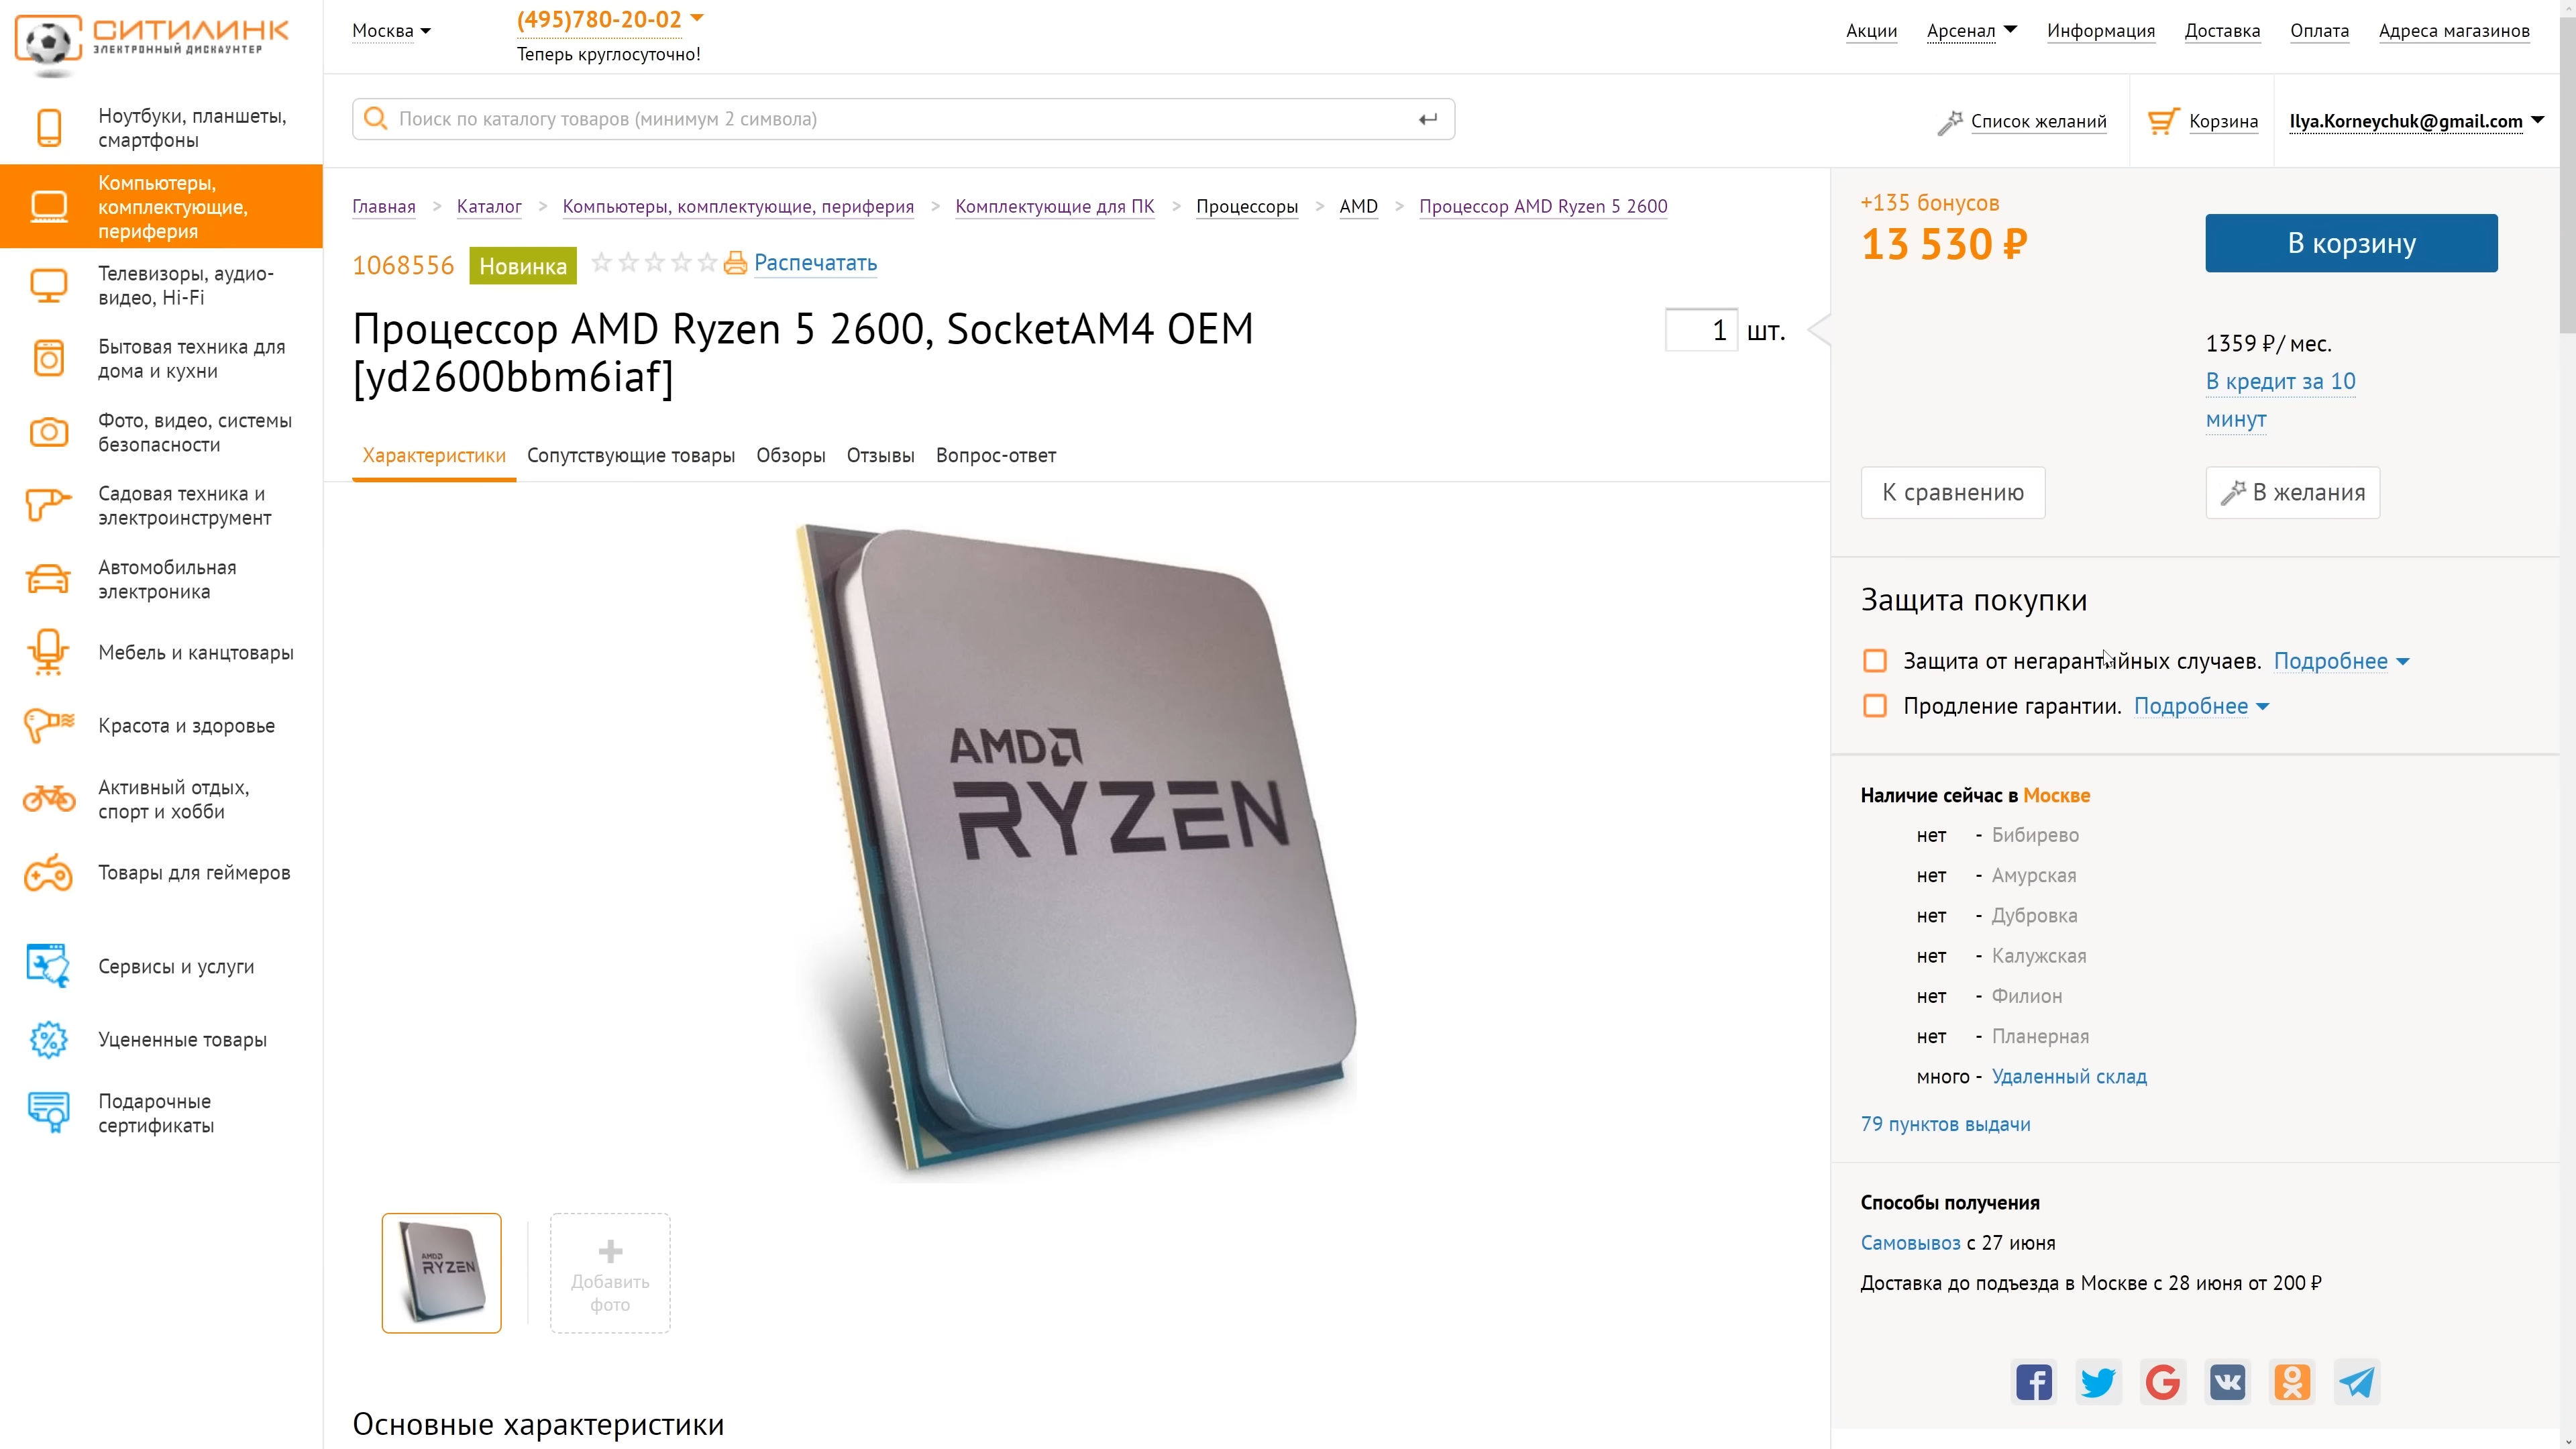 СИТИЛИНК
ЭЛЕКТРОННЫЙ ДИСКАУНТЕР
Москва
(495)780-20-02
Теперь круглосуточно!
Акции
Арсенал
Информация
Доставка
Оплата
Адреса магазинов
Поиск по каталогу товаров (минимум 2 символа)
Список желаний
Корзина
Ilya.Korneychuk@gmail.com
Ноутбуки, планшеты,
смартфоны
Компьютеры,
комплектующие,
периферия
Телевизоры, аудио-
видео, Hi-Fi
Бытовая техника для
дома и кухни
Фото, видео, системы
безопасности
Садовая техника и
электроинструмент
Автомобильная
электроника
Мебель и канцтовары
Красота и здоровье
Активный отдых,
спорт и хобби
Товары для геймеров
Сервисы и услуги
Уцененные товары
Подарочные
сертификаты
Главная > Каталог > Компьютеры, комплектующие, периферия > Комплектующие для ПК > Процессоры > AMD > Процессор AMD Ryzen 5 2600
1068556 Новинка Распечатать
Процессор AMD Ryzen 5 2600, SocketAM4 OEM
[yd2600bbm6iaf]
1 шт.
Характеристики Сопутствующие товары Обзоры Отзывы Вопрос-ответ
AMD
RYZEN
AMD
RYZEN
Добавить
фото
Основные характеристики
+135 бонусов
13 530 ₽
В корзину
1359 ₽/ мес.
В кредит за 10
минут
К сравнению
В желания
Защита покупки
Защита от негарантийных случаев. Подробнее
Продление гарантии. Подробнее
Наличие сейчас в Москве
нет - Бибирево
нет - Амурская
нет - Дубровка
нет - Калужская
нет - Филион
нет - Планерная
много - Удаленный склад
79 пунктов выдачи
Способы получения
Самовывоз с 27 июня
Доставка до подъезда в Москве с 28 июня от 200 ₽